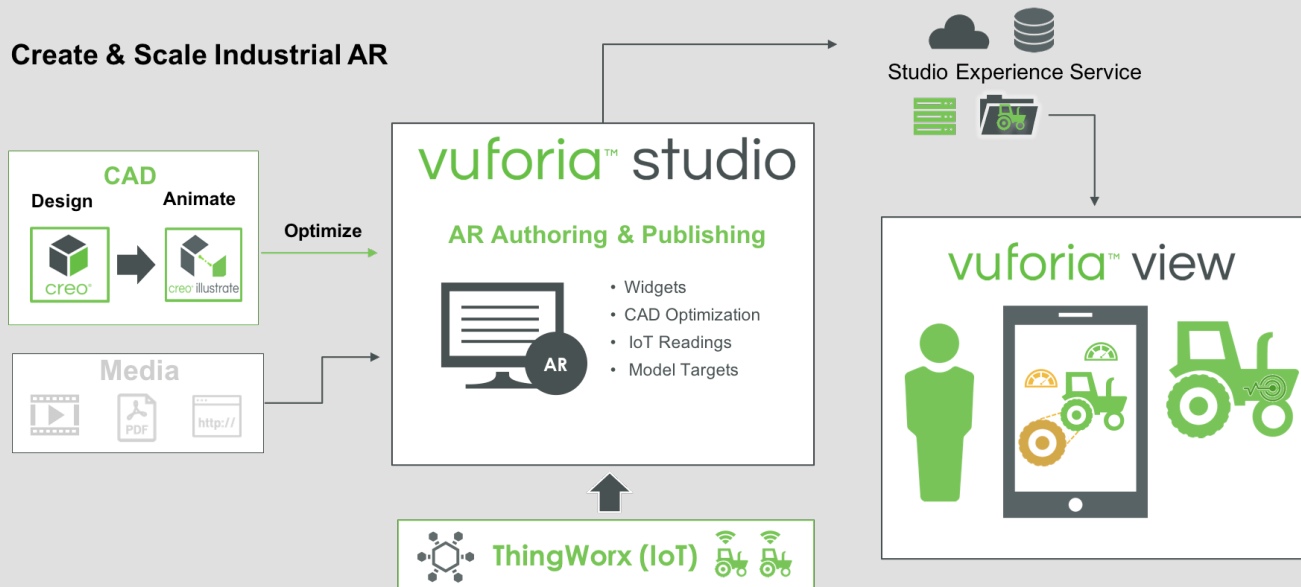 Create & Scale Industrial AR
Studio Experience Service
CAD
Design
Animate
creo®
creo® illustrate
Optimize
Media
PDF
http://
vuforia™ studio
AR Authoring & Publishing
AR
• Widgets
• CAD Optimization
• IoT Readings
• Model Targets
ThingWorx (IoT)
vuforia™ view